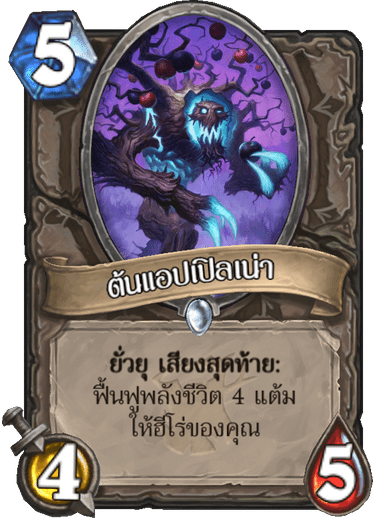 5
ต้นแอปเปิลเน่า
ยั่วยุ เสียงสุดท้าย:
ฟื้นฟูพลังชีวิต 4 แต้ม
ให้ฮีโร่ของคุณ
4
5